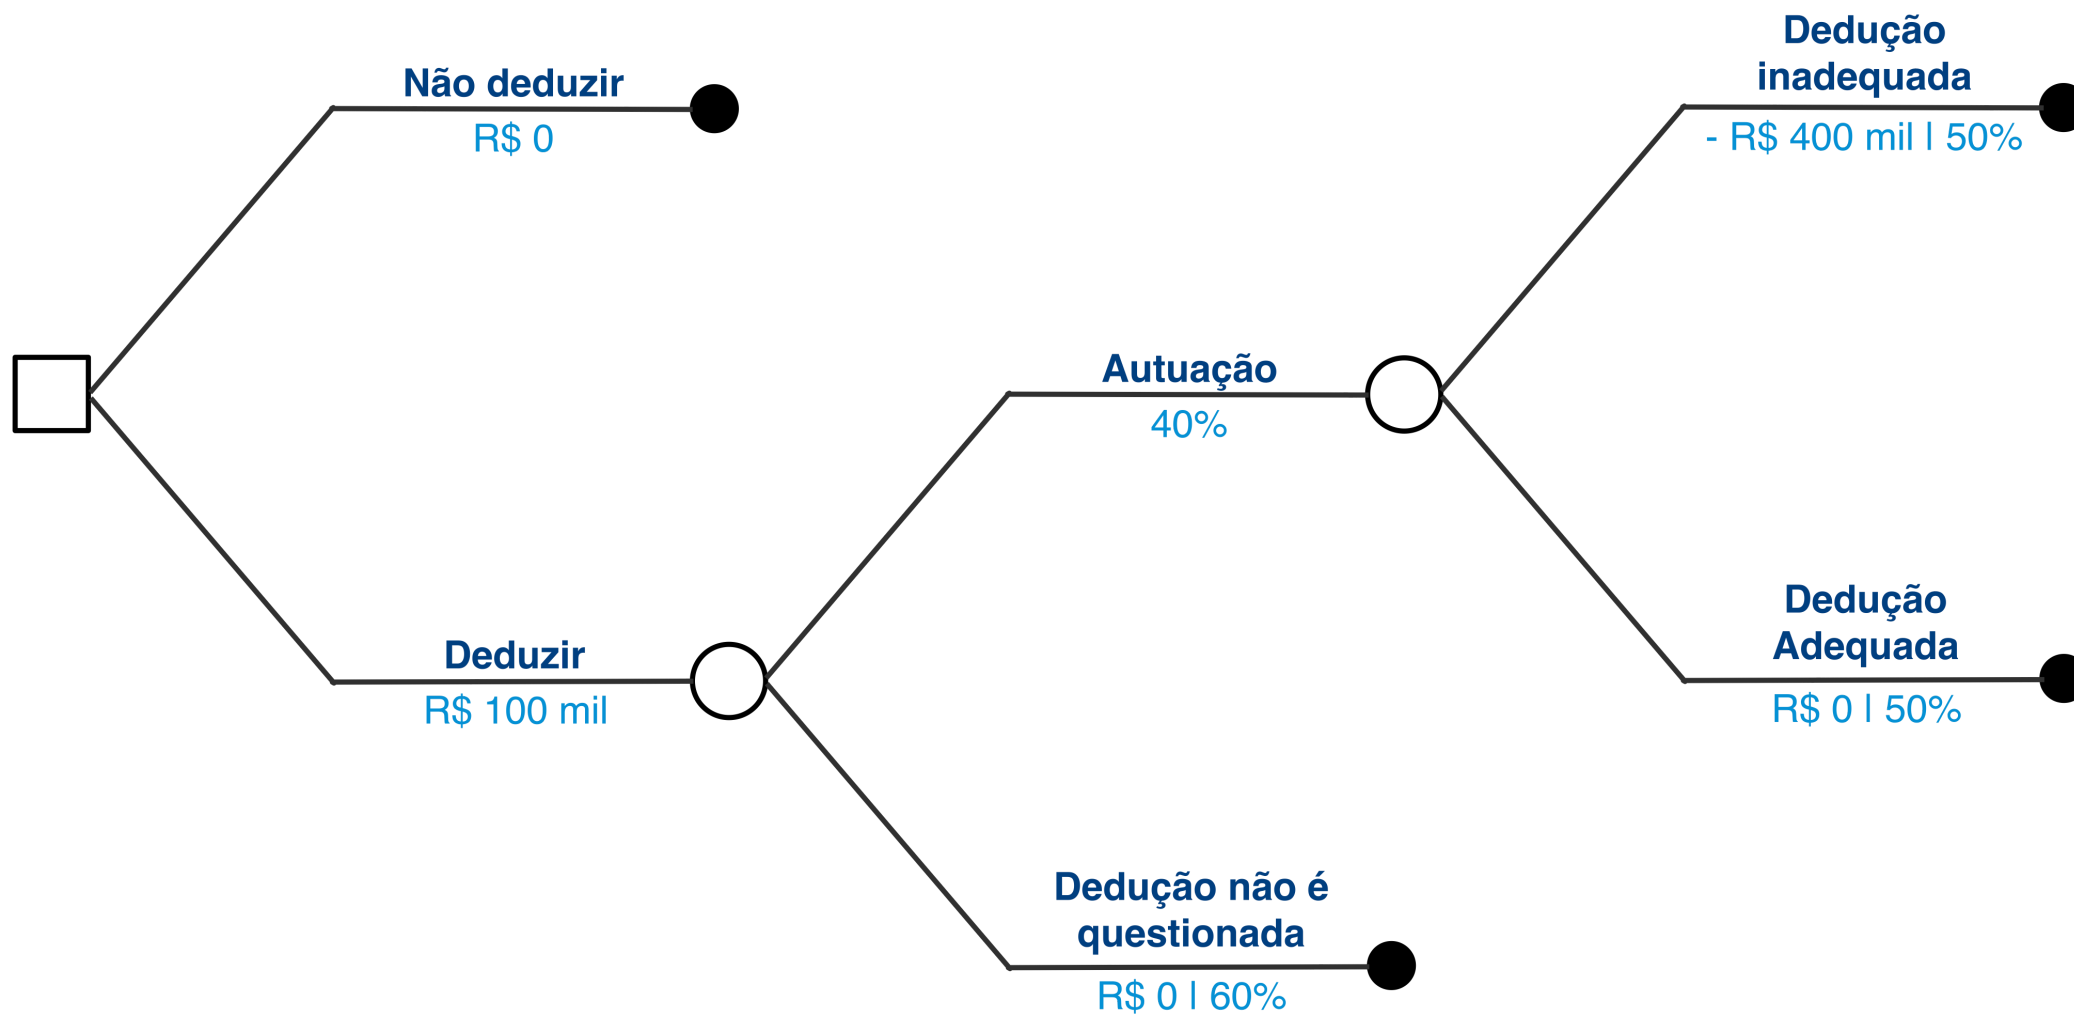 Não deduzir
R$ 0
Deduzir
R$ 100 mil
Autuação
40%
Dedução não é
questionada
R$ 0 | 60%
Dedução
inadequada
- R$ 400 mil | 50%
Dedução
Adequada
R$ 0 | 50%